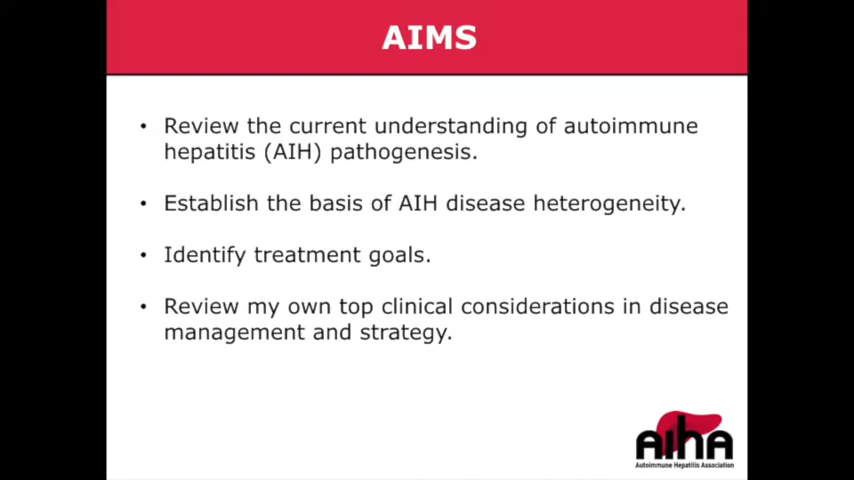 AIMS
• Review the current understanding of autoimmune
hepatitis (AIH) pathogenesis.
• Establish the basis of AIH disease heterogeneity.
• Identify treatment goals.
• Review my own top clinical considerations in disease
management and strategy.
AIHA
Autoimmune Hepatitis Association